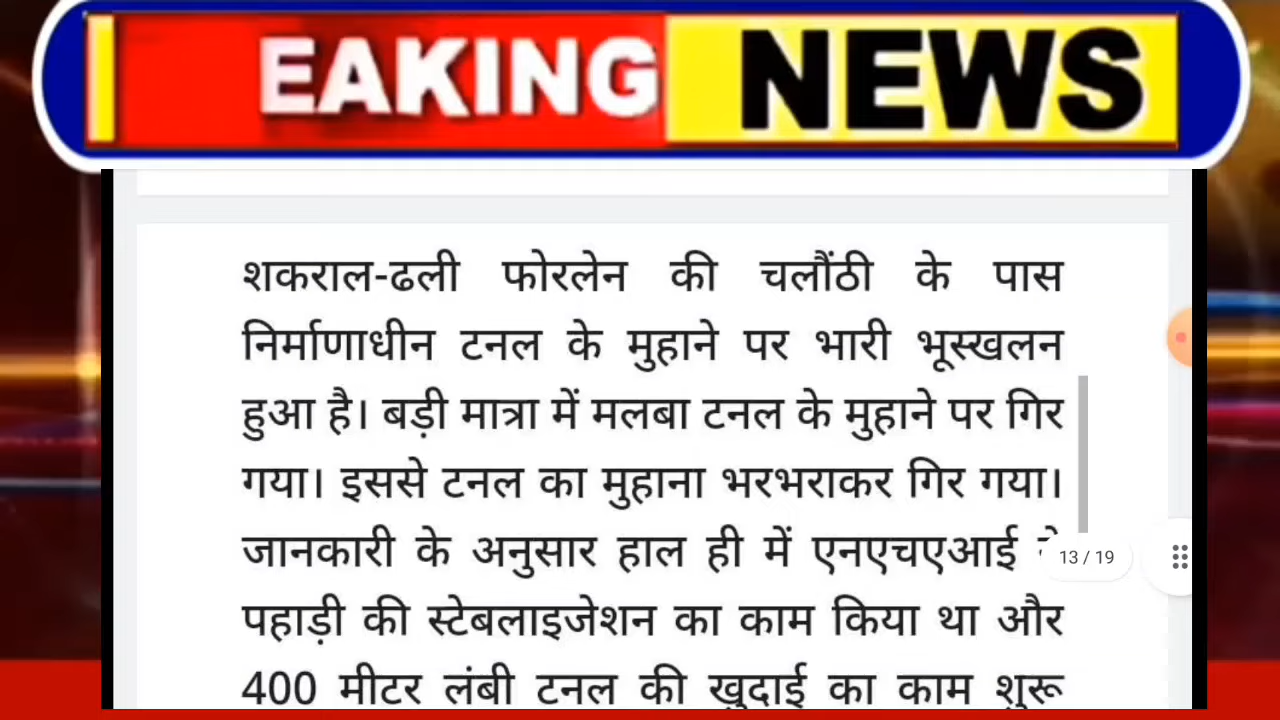 EAKING NEWS
शकराल-ढली फोरलेन की चलौंठी के पास
निर्माणाधीन टनल के मुहाने पर भारी भूस्खलन
हुआ है। बड़ी मात्रा में मलबा टनल के मुहाने पर गिर
गया। इससे टनल का मुहाना भरभराकर गिर गया।
जानकारी के अनुसार हाल ही में एनएचएआई
13 / 19
पहाड़ी की स्टेबलाइजेशन का काम किया था और
400 मीटर लंबी टनल की खुदाई का काम शुरू